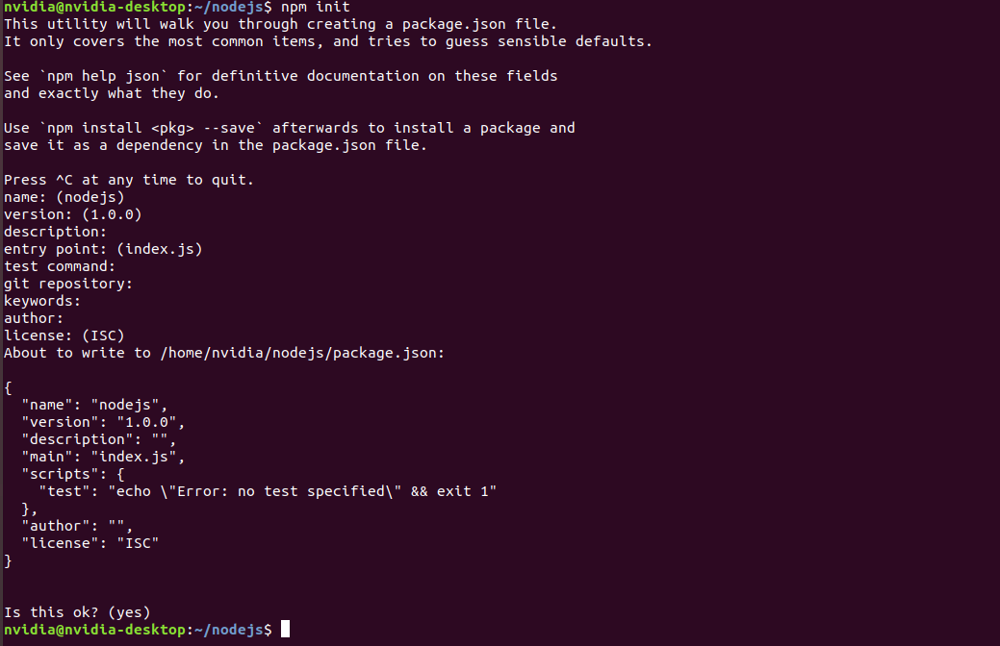 nvidia@nvidia-desktop:~/nodejs$ npm init
This utility will walk you through creating a package.json file.
It only covers the most common items, and tries to guess sensible defaults.
See `npm help json` for definitive documentation on these fields
and exactly what they do.
Use `npm install <pkg> --save` afterwards to install a package and
save it as a dependency in the package.json file.
Press ^C at any time to quit.
name: (nodejs)
version: (1.0.0)
description:
entry point: (index.js)
test command:
git repository:
keywords:
author:
license: (ISC)
About to write to /home/nvidia/nodejs/package.json:
{
  "name": "nodejs",
  "version": "1.0.0",
  "description": "",
  "main": "index.js",
  "scripts": {
    "test": "echo \"Error: no test specified\" && exit 1"
  },
  "author": "",
  "license": "ISC"
}
Is this ok? (yes)
nvidia@nvidia-desktop:~/nodejs$